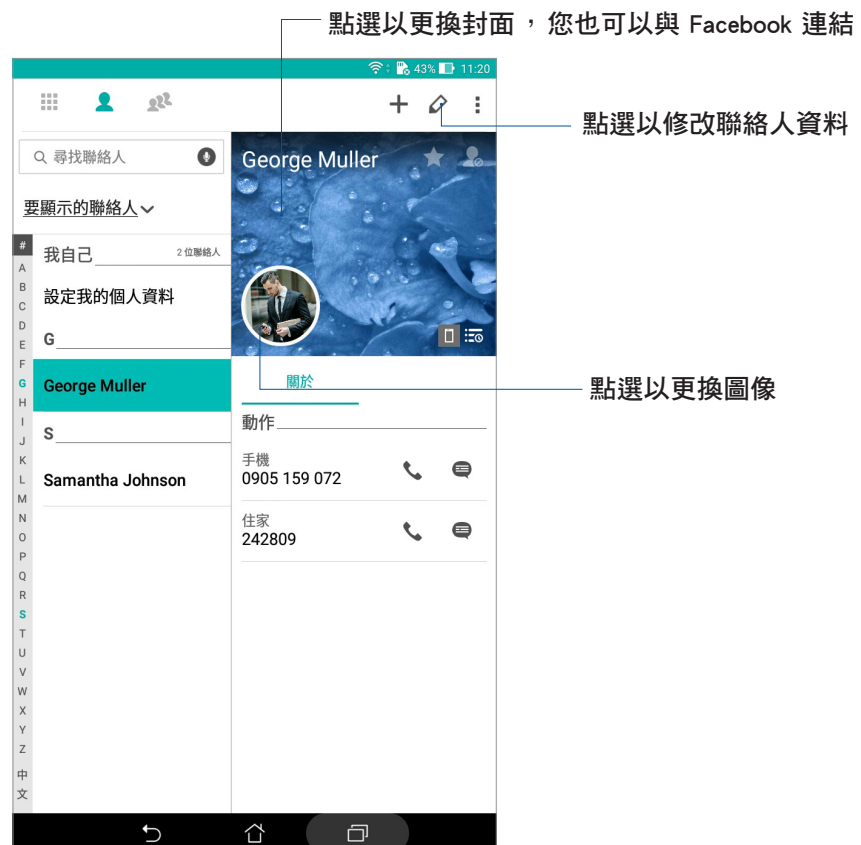 點選以更換封面，您也可以與 Facebook 連結
43% 11:20
點選以修改聯絡人資料
尋找聯絡人
George Muller
要顯示的聯絡人
#
我自己 2 位聯絡人
A
B
設定我的個人資料
C
D
G
E
F
G
George Muller
關於
點選以更換圖像
H
I
動作
S
J
K
手機
L
Samantha Johnson
0905 159 072
M
N
住家
O
242809
P
Q
R
S
T
U
V
W
X
Y
Z
中
文